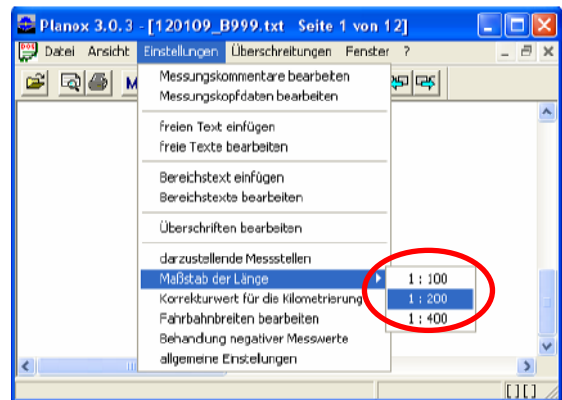 Planox 3.0.3 - [120109_B999.txt Seite 1 von 12]
Datei Ansicht Einstellungen Überschreitungen Fenster ?
M
Messungskommentare bearbeiten
Messungskopfdaten bearbeiten
freien Text einfügen
freie Texte bearbeiten
Bereichstext einfügen
Bereichstexte bearbeiten
Überschriften bearbeiten
darzustellende Messstellen
Maßstab der Länge
1 : 100
Korrekturwert für die Kilometrierung
1 : 200
Fahrbahnbreiten bearbeiten
1 : 400
Behandlung negativer Messwerte
allgemeine Einstellungen
[ ] [ ]